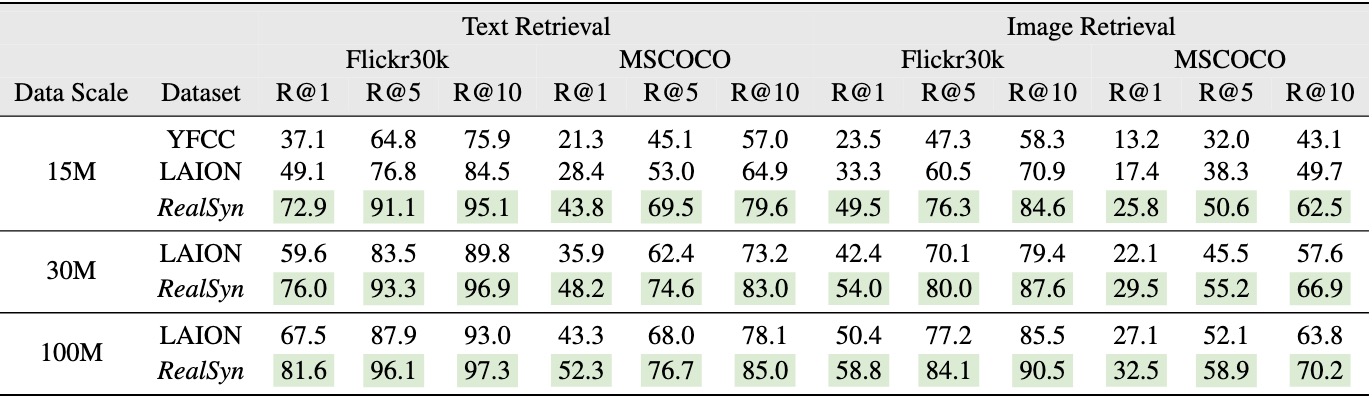 Text Retrieval Image Retrieval
Flickr30k MSCOCO Flickr30k MSCOCO
Data Scale Dataset R@1 R@5 R@10 R@1 R@5 R@10 R@1 R@5 R@10 R@1 R@5 R@10
YFCC 37.1 64.8 75.9 21.3 45.1 57.0 23.5 47.3 58.3 13.2 32.0 43.1
15M LAION 49.1 76.8 84.5 28.4 53.0 64.9 33.3 60.5 70.9 17.4 38.3 49.7
RealSyn 72.9 91.1 95.1 43.8 69.5 79.6 49.5 76.3 84.6 25.8 50.6 62.5
30M LAION 59.6 83.5 89.8 35.9 62.4 73.2 42.4 70.1 79.4 22.1 45.5 57.6
RealSyn 76.0 93.3 96.9 48.2 74.6 83.0 54.0 80.0 87.6 29.5 55.2 66.9
100M LAION 67.5 87.9 93.0 43.3 68.0 78.1 50.4 77.2 85.5 27.1 52.1 63.8
RealSyn 81.6 96.1 97.3 52.3 76.7 85.0 58.8 84.1 90.5 32.5 58.9 70.2